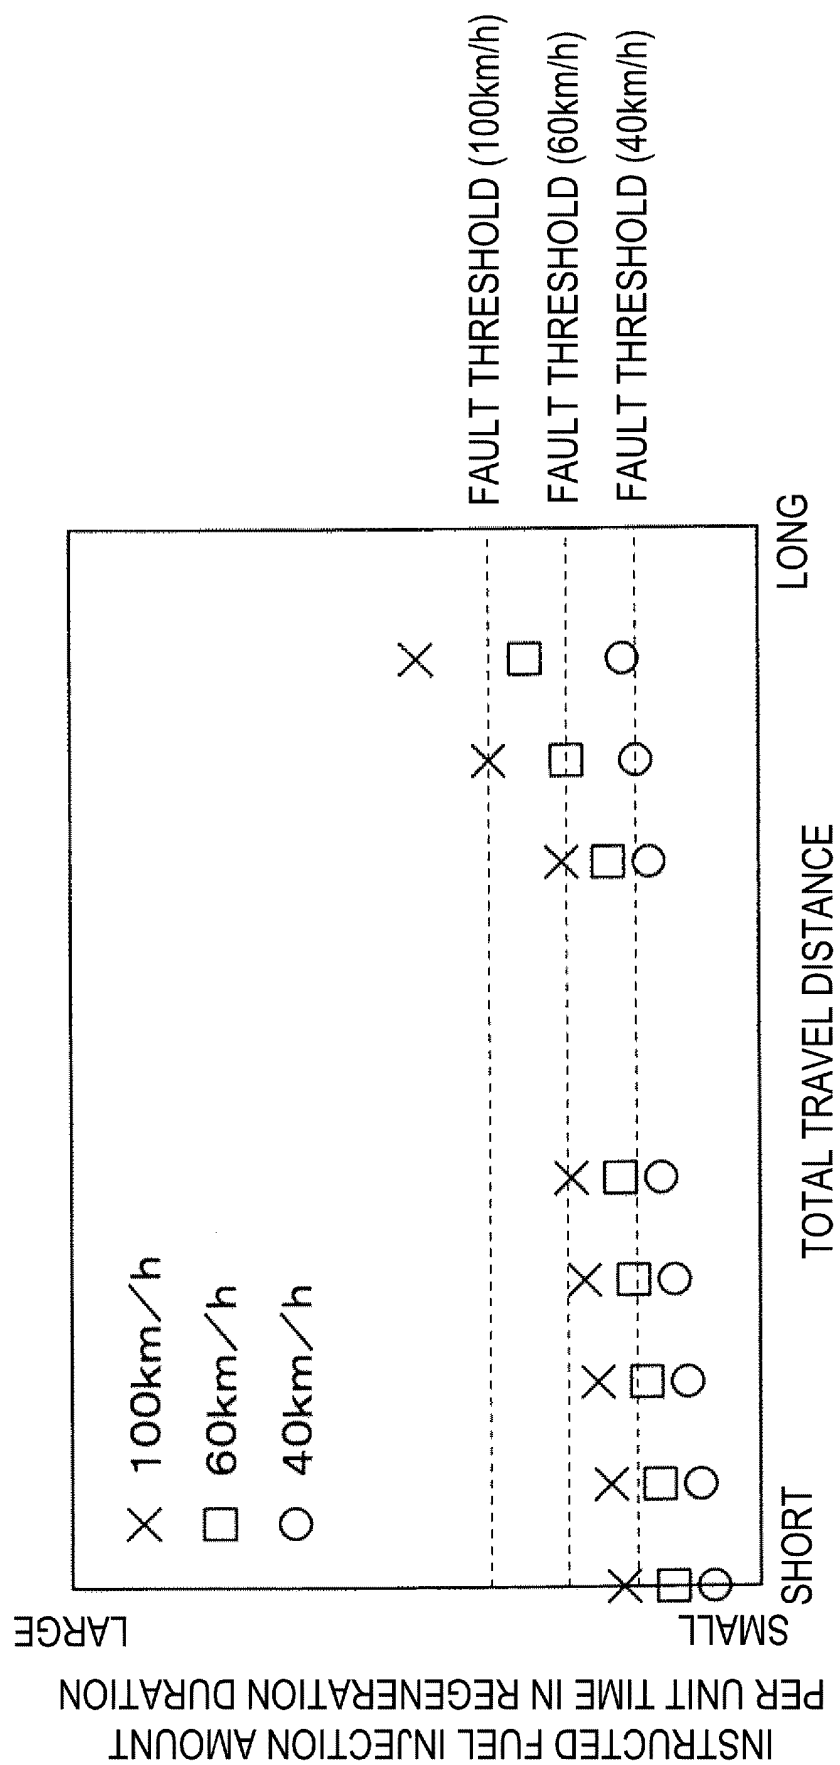 INSTRUCTED FUEL INJECTION AMOUNT
PER UNIT TIME IN REGENERATION DURATION
LARGE
SMALL
100km/h
60km/h
40km/h
FAULT THRESHOLD (100km/h)
FAULT THRESHOLD (60km/h)
FAULT THRESHOLD (40km/h)
SHORT
LONG
TOTAL TRAVEL DISTANCE